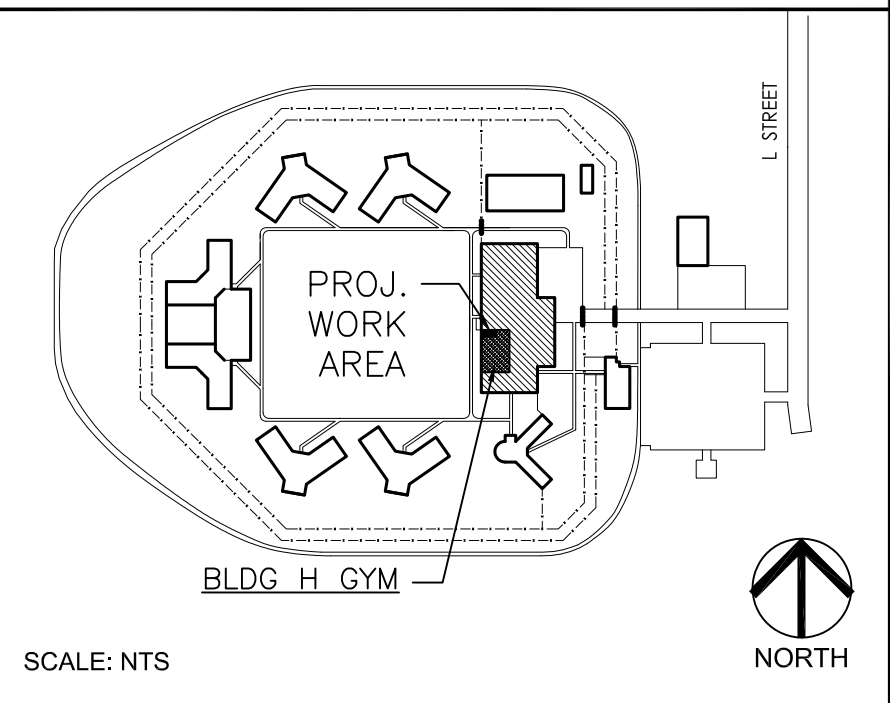 L STREET
PROJ.
WORK
AREA
BLDG H GYM
SCALE: NTS
NORTH